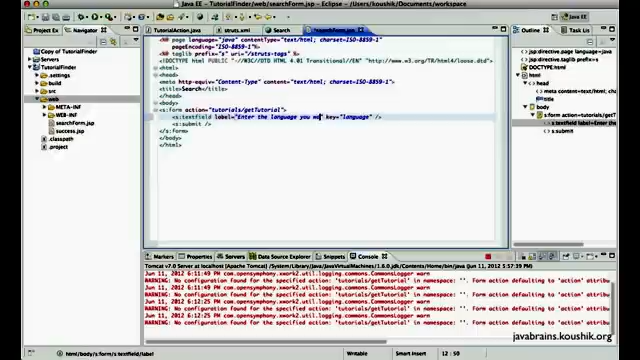 Java EE - TutorialFinder/web/searchForm.jsp - Eclipse - /Users/koushik/Documents/workspace
Java EE
Project Ex
Navigator
TutorialAction.java
struts.xml
Search
*searchForm.jsp
Outline
Copy of TutorialFinder
Servers
TutorialFinder
.settings
build
src
web
META-INF
WEB-INF
searchForm.jsp
success.jsp
.classpath
.project
<%@ page language="java" contentType="text/html; charset=ISO-8859-1"
pageEncoding="ISO-8859-1" %>
<%@ taglib prefix="s" uri="/struts-tags" %>
<!DOCTYPE html PUBLIC "-//W3C//DTD HTML 4.01 Transitional//EN" "http://www.w3.org/TR/html4/loose.dtd">
<html>
<head>
<meta http-equiv="Content-Type" content="text/html; charset=ISO-8859-1">
<title>Search</title>
</head>
<body>
<s:form action="tutorials/getTutorial">
<s:textfield label="Enter the language you wa" key="language" />
<s:submit />
</s:form>
</body>
</html>
jsp:directive.page language=java
jsp:directive.taglib prefix=s
DOCTYPE:html
html
head
meta content=text/html; cha
title
body
s:form action=tutorials/getT
s:textfield label=Enter
s:submit
Markers
Properties
Servers
Data Source Explorer
Snippets
Console
Tomcat v7.0 Server at localhost [Apache Tomcat] /System/Library/Java/JavaVirtualMachines/1.6.0.jdk/Contents/Home/bin/java (Jun 11, 2012 5:57:39 PM)
Jun 11, 2012 6:11:49 PM com.opensymphony.xwork2.util.logging.commons.CommonsLogger warn
WARNING: No configuration found for the specified action: 'tutorials/getTutorial' in namespace: ''. Form action defaulting to 'action' attribu
Jun 11, 2012 6:11:49 PM com.opensymphony.xwork2.util.logging.commons.CommonsLogger warn
WARNING: No configuration found for the specified action: 'tutorials/getTutorial' in namespace: ''. Form action defaulting to 'action' attribu
Jun 11, 2012 6:12:25 PM com.opensymphony.xwork2.util.logging.commons.CommonsLogger warn
WARNING: No configuration found for the specified action: 'tutorials/getTutorial' in namespace: ''. Form action defaulting to 'action' attribu
Jun 11, 2012 6:12:25 PM com.opensymphony.xwork2.util.logging.commons.CommonsLogger warn
WARNING: No configuration found for the specified action: 'tutorials/getTutorial' in namespace: ''. Form action defaulting to 'action' attribu
javabrains.koushik.org
html/body/s:form/s:textfield/label
Writable
Smart Insert
12 : 50